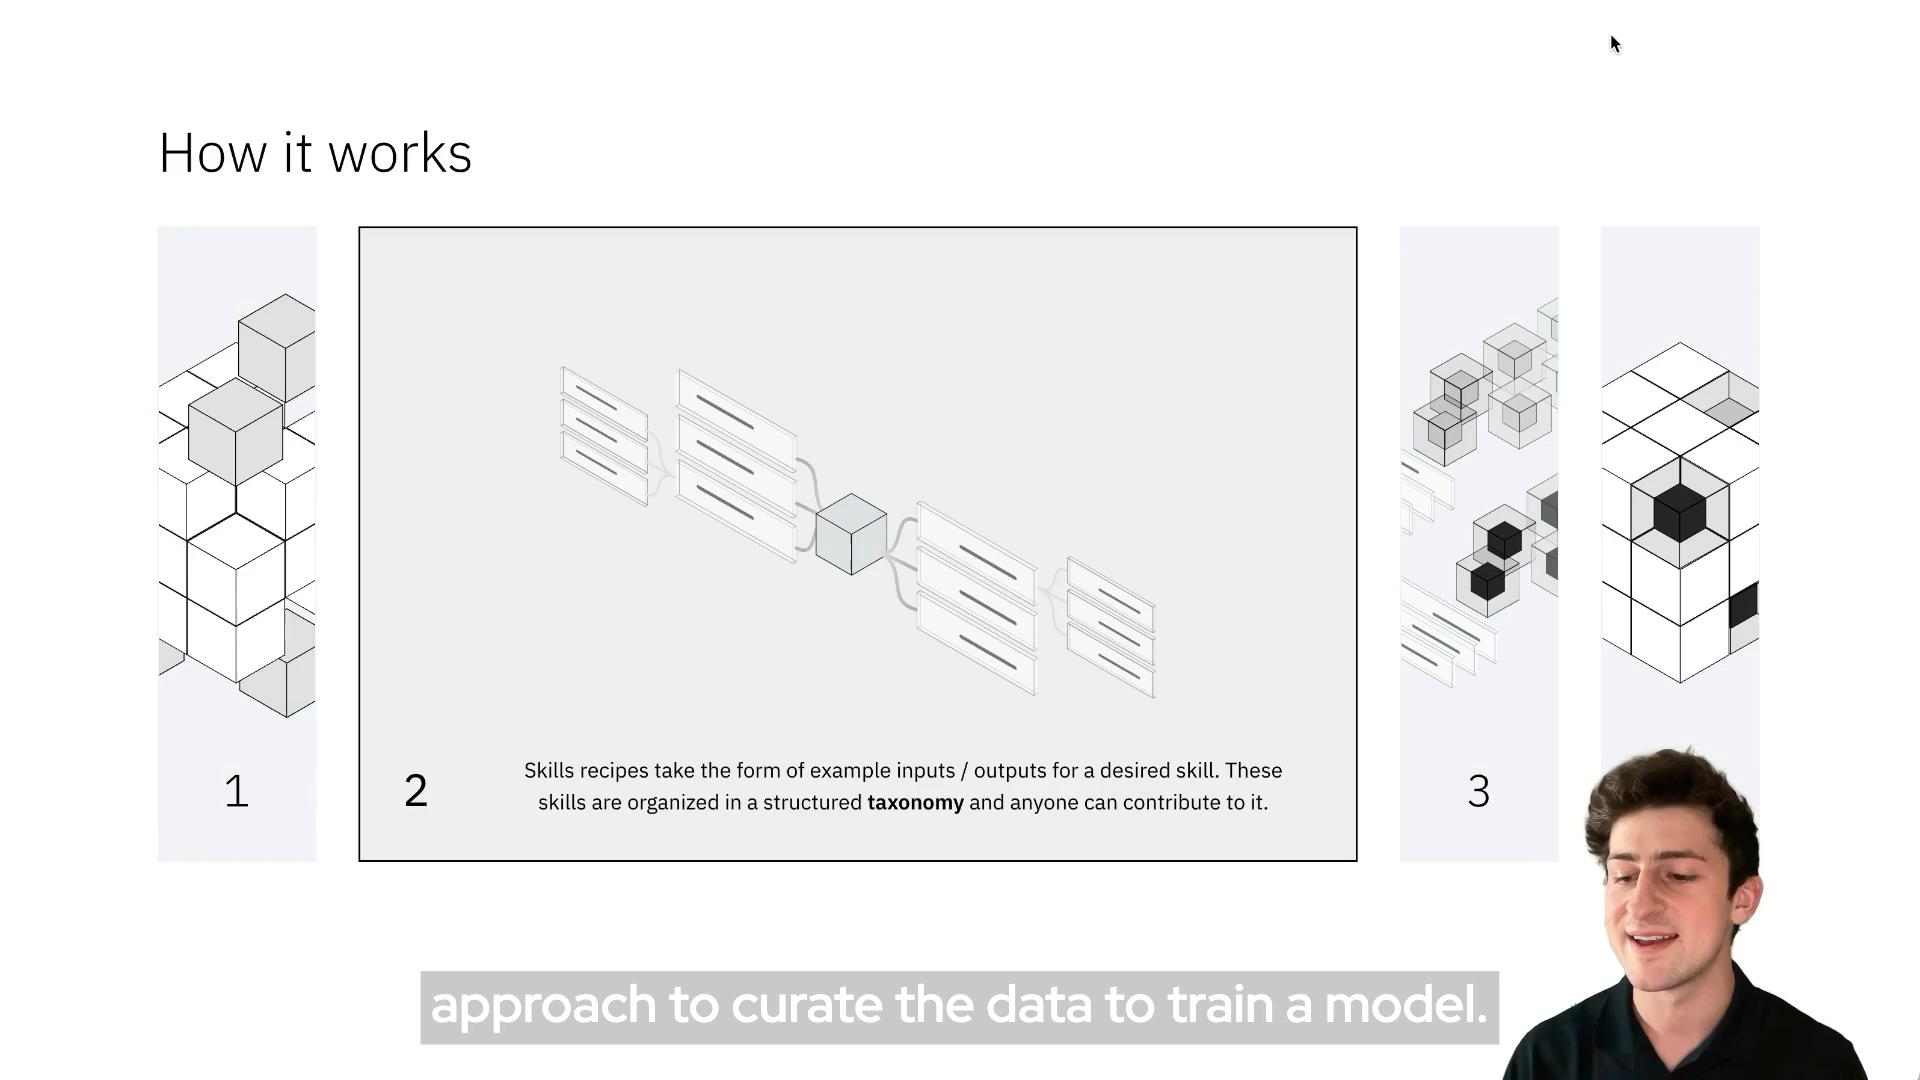 How it works
1
2
Skills recipes take the form of example inputs / outputs for a desired skill. These
skills are organized in a structured taxonomy and anyone can contribute to it.
3
approach to curate the data to train a model.